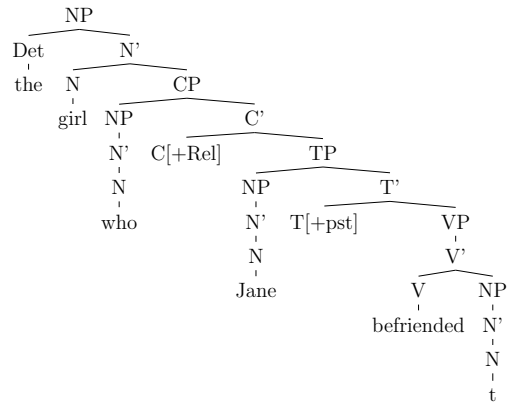 NP
Det N’
the N CP
girl NP C’
N’ C[+Rel] TP
N NP T’
who N’ T[+pst] VP
N V’
Jane V NP
befriended N’
N
t